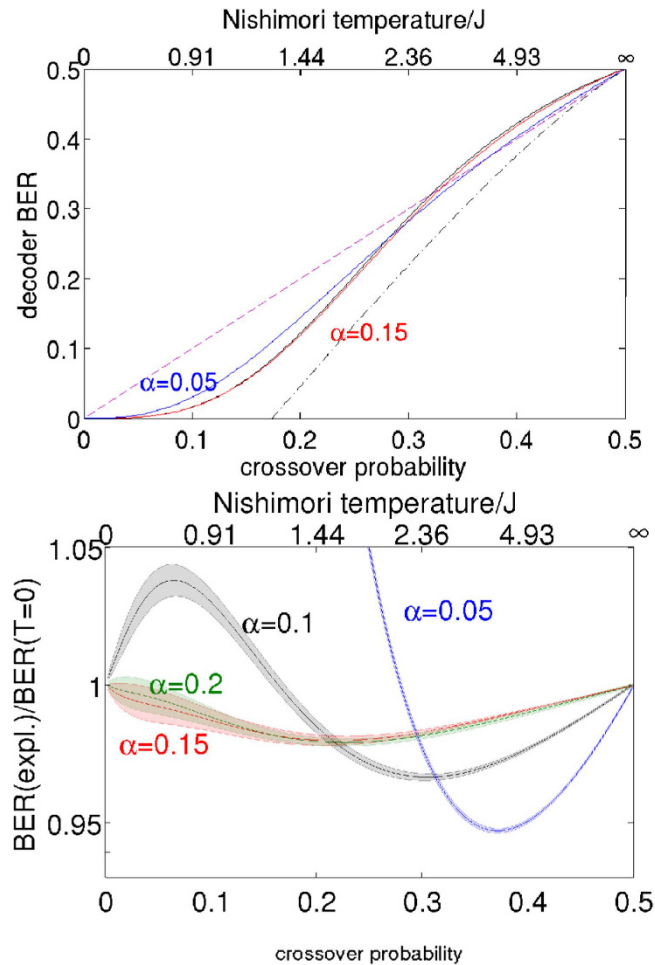 Nishimori temperature/J
0 0.91 1.44 2.36 4.93 ∞
decoder BER
0.5
0.4
0.3
0.2
0.1
0
α=0.05
α=0.15
0 0.1 0.2 0.3 0.4 0.5
crossover probability
Nishimori temperature/J
0 0.91 1.44 2.36 4.93 ∞
BER(expl.)/BER(T=0)
1.05
1
0.95
α=0.1
α=0.05
α=0.2
α=0.15
0 0.1 0.2 0.3 0.4 0.5
crossover probability